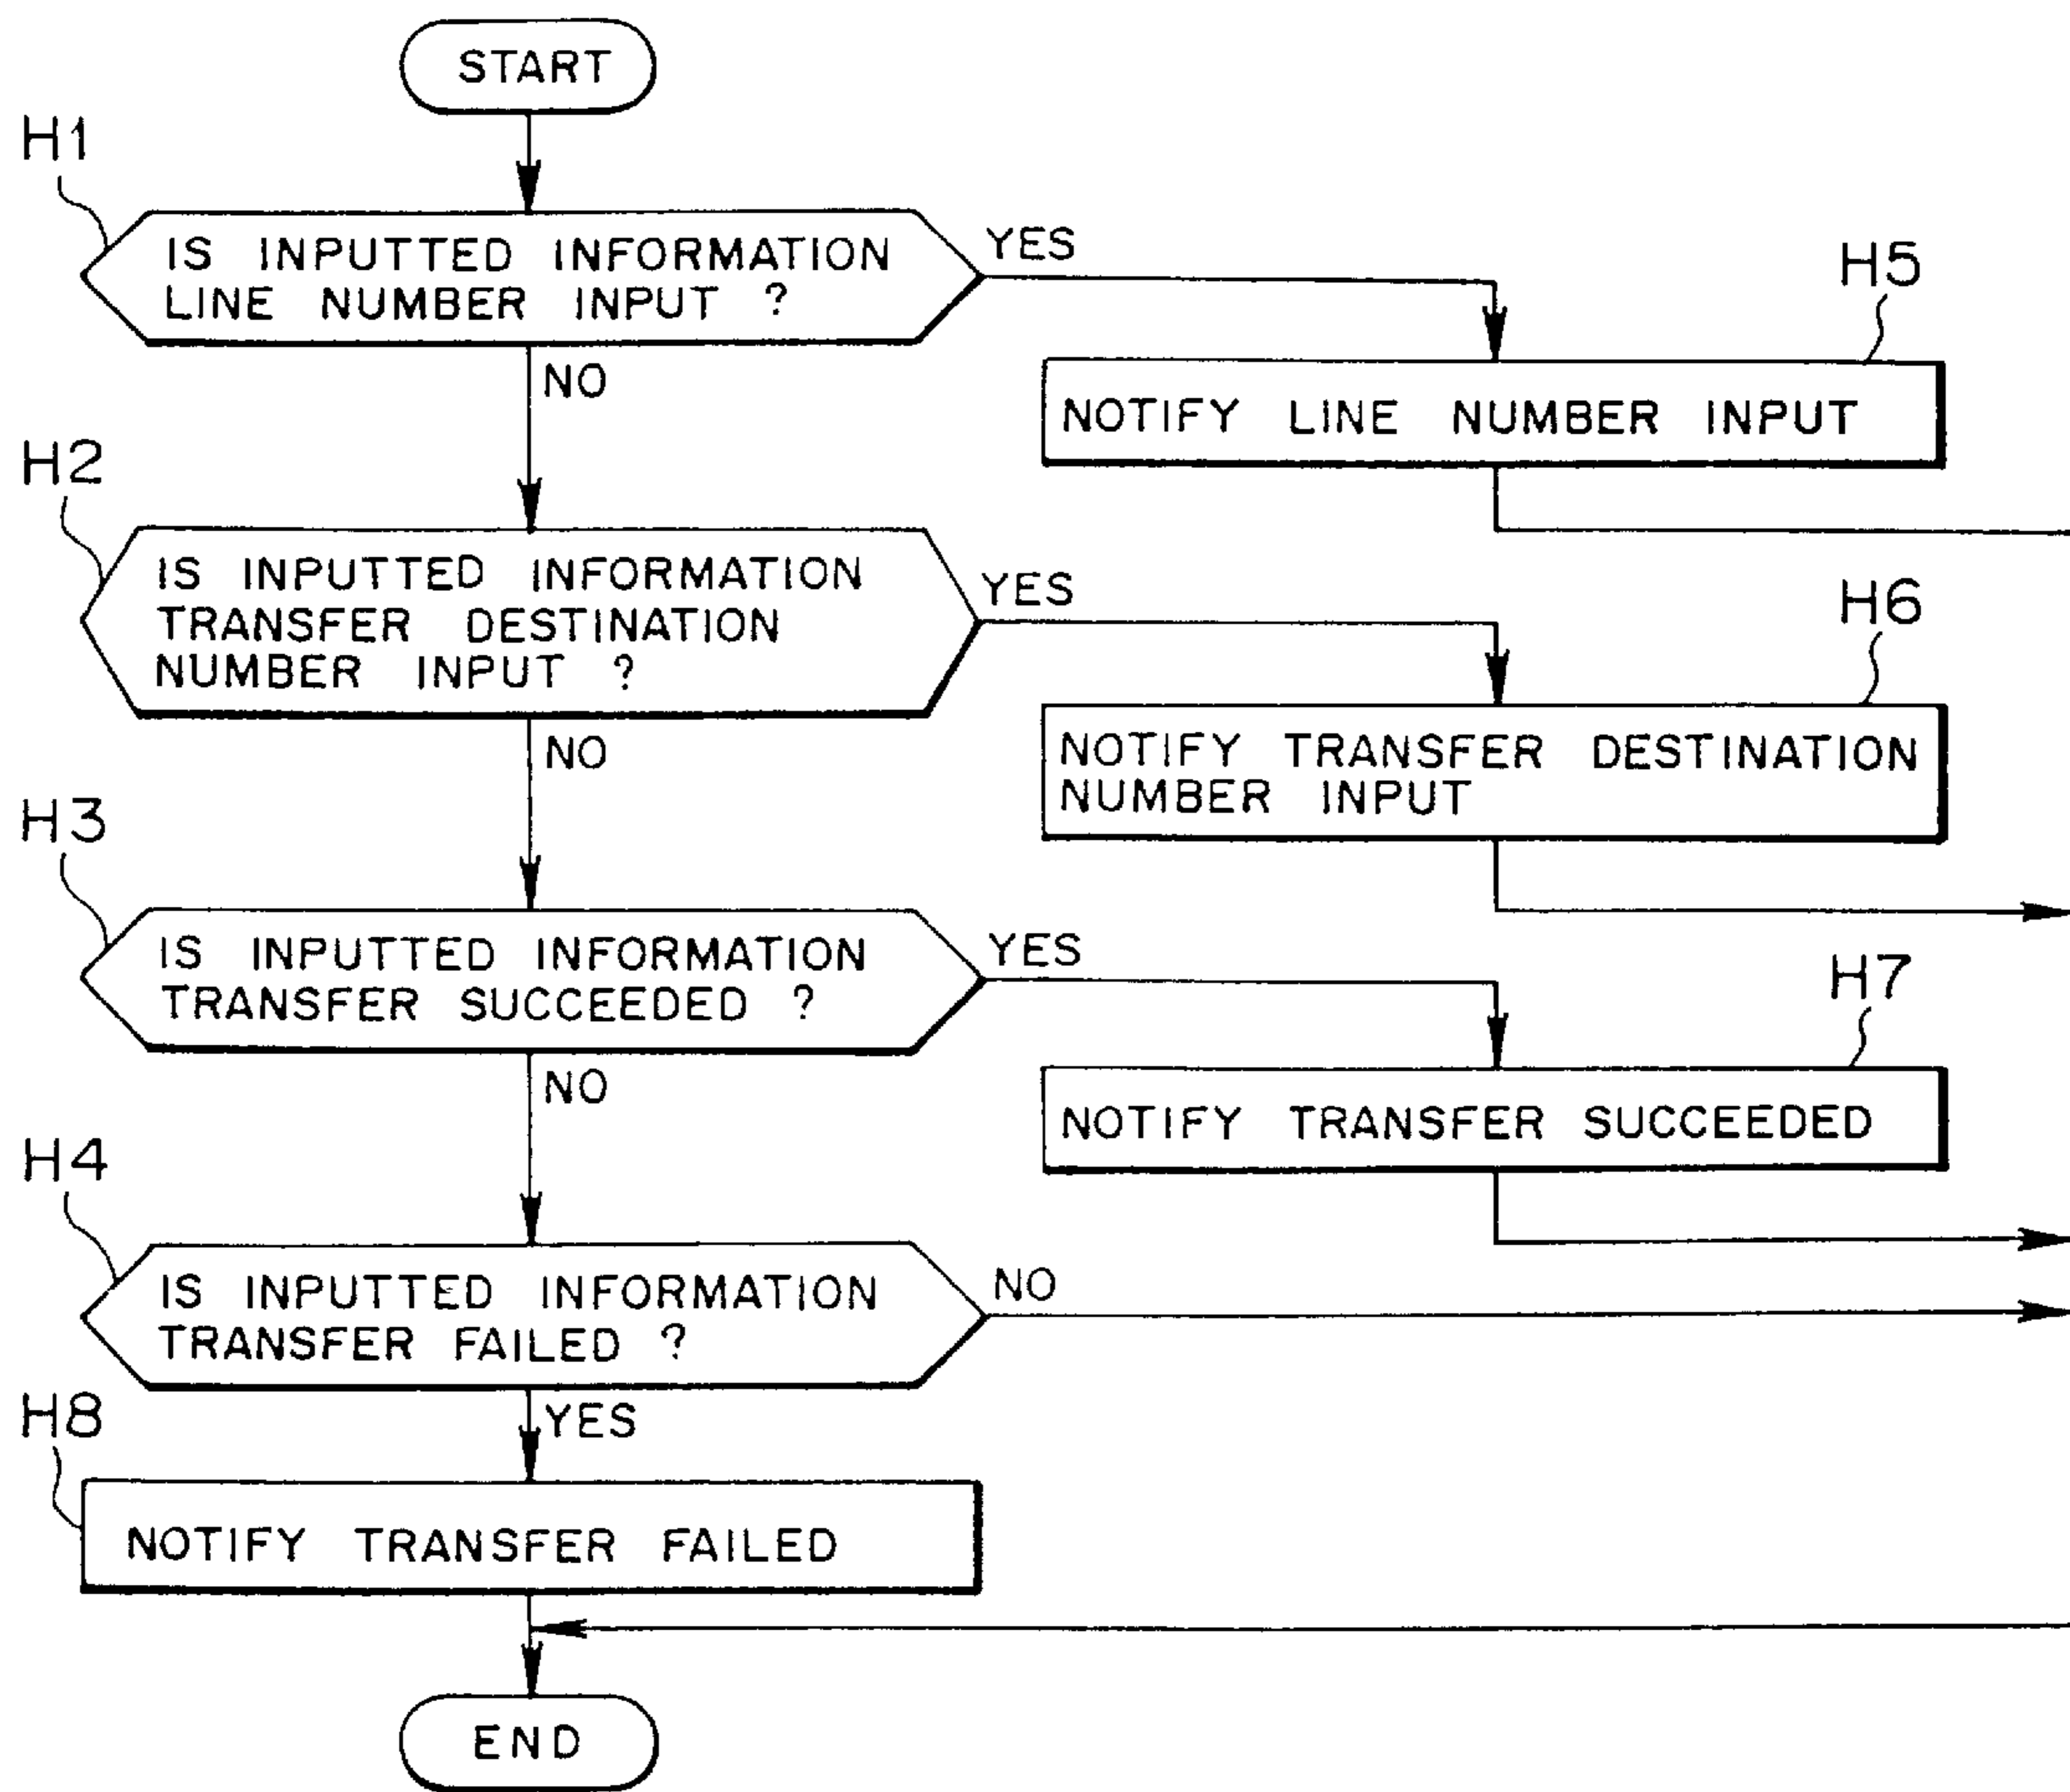 START
H1
IS INPUTTED INFORMATION
LINE NUMBER INPUT ?
YES
NO
H5
NOTIFY LINE NUMBER INPUT
H2
IS INPUTTED INFORMATION
TRANSFER DESTINATION
NUMBER INPUT ?
YES
NO
H6
NOTIFY TRANSFER DESTINATION
NUMBER INPUT
H3
IS INPUTTED INFORMATION
TRANSFER SUCCEEDED ?
YES
NO
H7
NOTIFY TRANSFER SUCCEEDED
H4
IS INPUTTED INFORMATION
TRANSFER FAILED ?
NO
YES
H8
NOTIFY TRANSFER FAILED
END